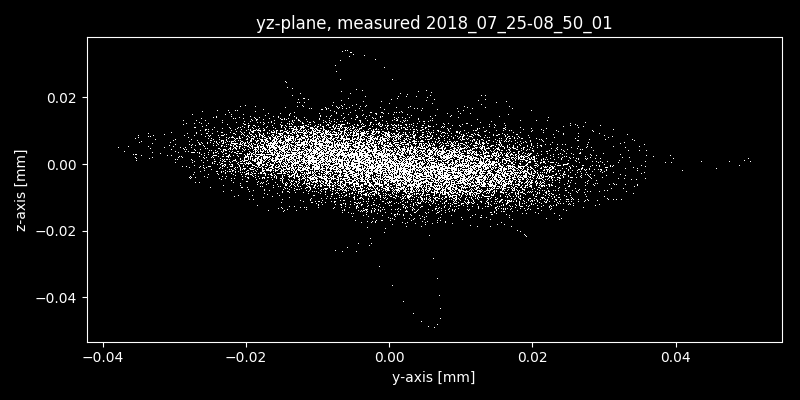 yz-plane, measured 2018_07_25-08_50_01
0.02
0.00
−0.02
−0.04
z-axis [mm]
−0.04 −0.02 0.00 0.02 0.04
y-axis [mm]